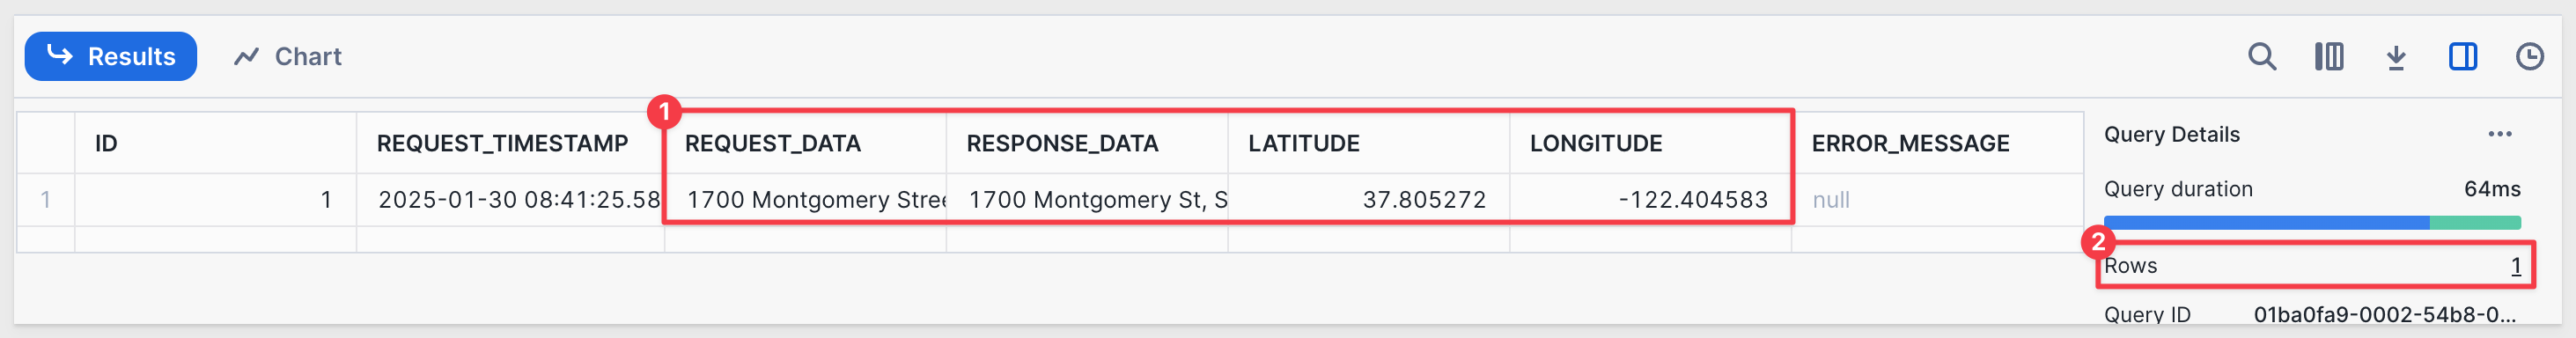 Results Chart
1
ID REQUEST_TIMESTAMP REQUEST_DATA RESPONSE_DATA LATITUDE LONGITUDE ERROR_MESSAGE
1 1 2025-01-30 08:41:25.58 1700 Montgomery Stree 1700 Montgomery St, S 37.805272 -122.404583 null
Query Details ...
Query duration 64ms
2
Rows 1
Query ID 01ba0fa9-0002-54b8-0...